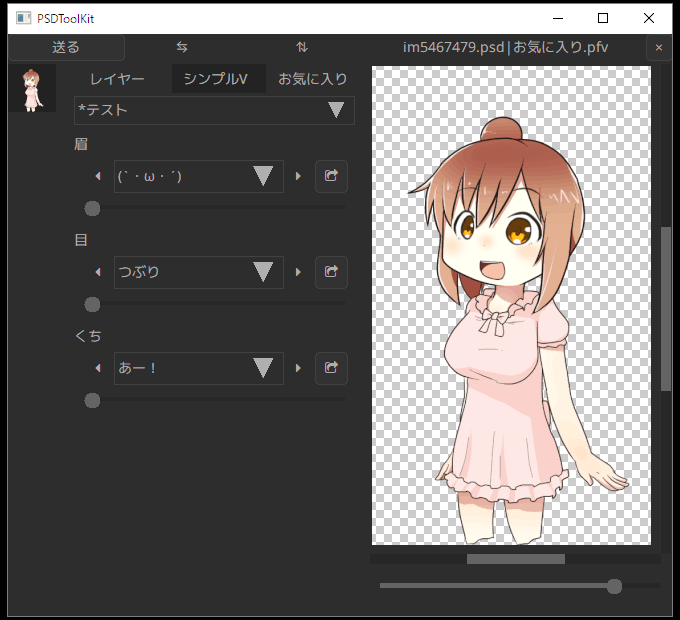 PSDToolKit
送る ⇆ ⇅ im5467479.psd|お気に入り.pfv ×
レイヤー シンプルV お気に入り
*テスト
眉
(`・ω・´)
目
つぶり
くち
あー！